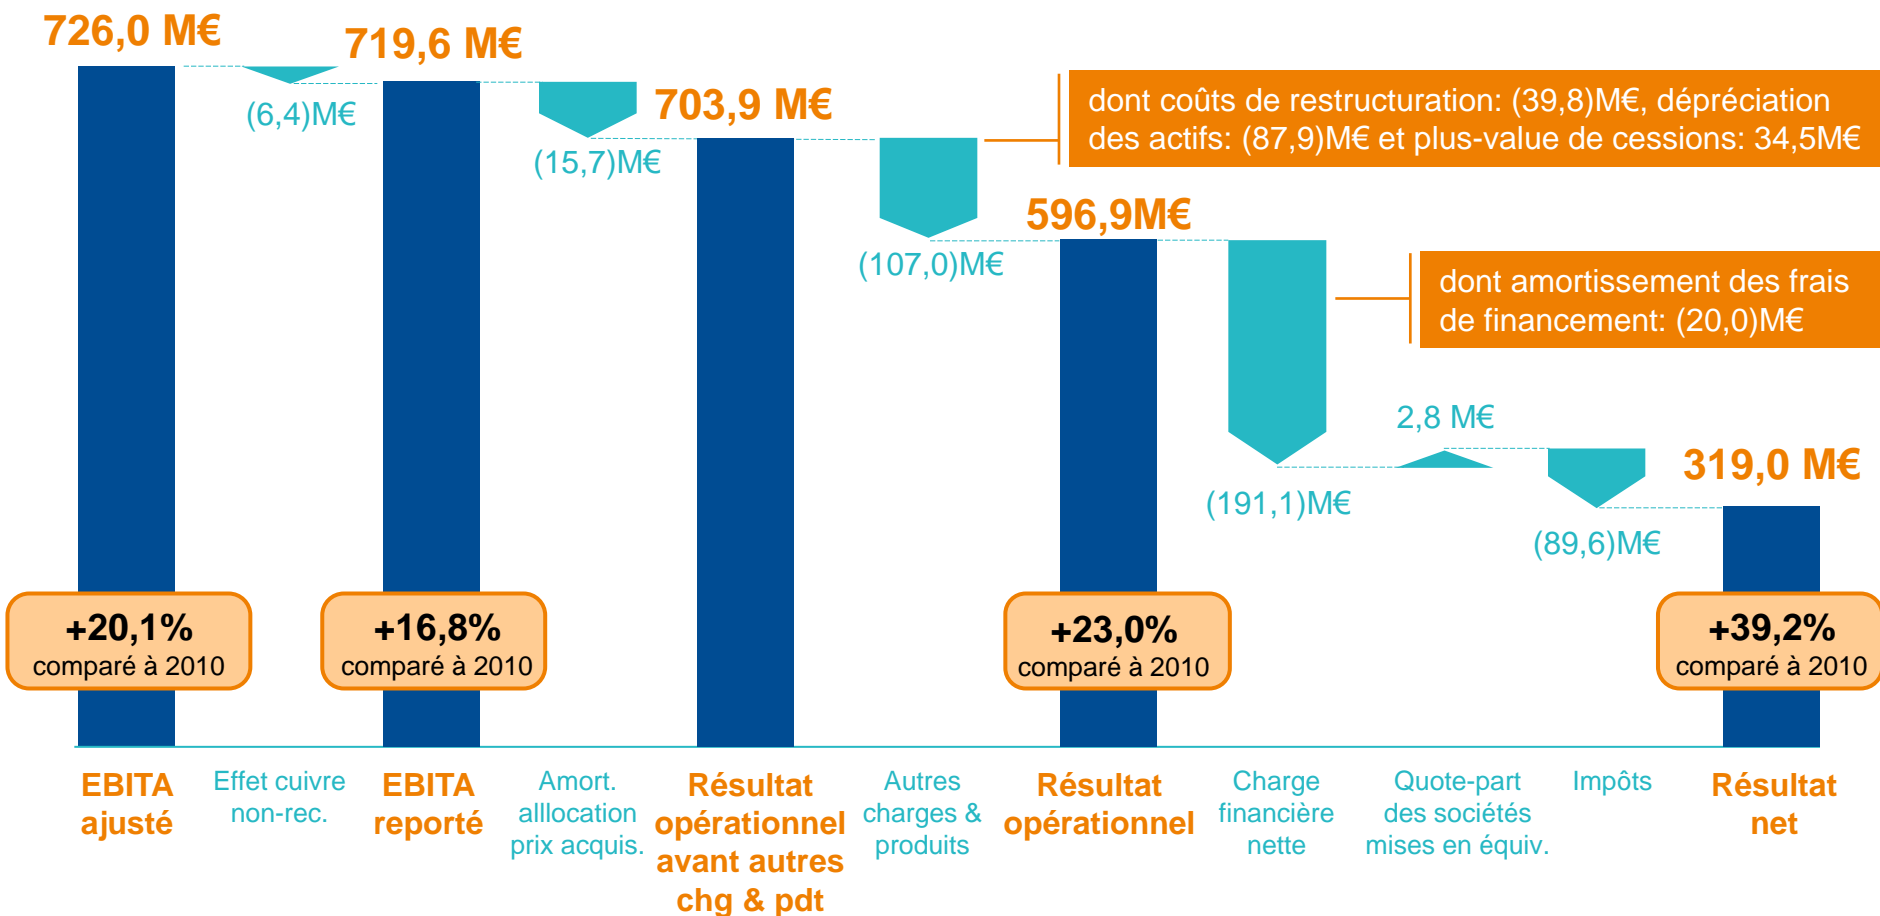 726,0 M€
719,6 M€
(6,4)M€
703,9 M€
(15,7)M€
dont coûts de restructuration: (39,8)M€, dépréciation
des actifs: (87,9)M€ et plus-value de cessions: 34,5M€
596,9M€
(107,0)M€
dont amortissement des frais
de financement: (20,0)M€
2,8 M€
319,0 M€
(191,1)M€
(89,6)M€
+20,1%
comparé à 2010
+16,8%
comparé à 2010
+23,0%
comparé à 2010
+39,2%
comparé à 2010
EBITA
ajusté
Effet cuivre
non-rec.
EBITA
reporté
Amort.
alllocation
prix acquis.
Résultat
opérationnel
avant autres
chg & pdt
Autres
charges &
produits
Résultat
opérationnel
Charge
financière
nette
Quote-part
des sociétés
mises en équiv.
Impôts
Résultat
net